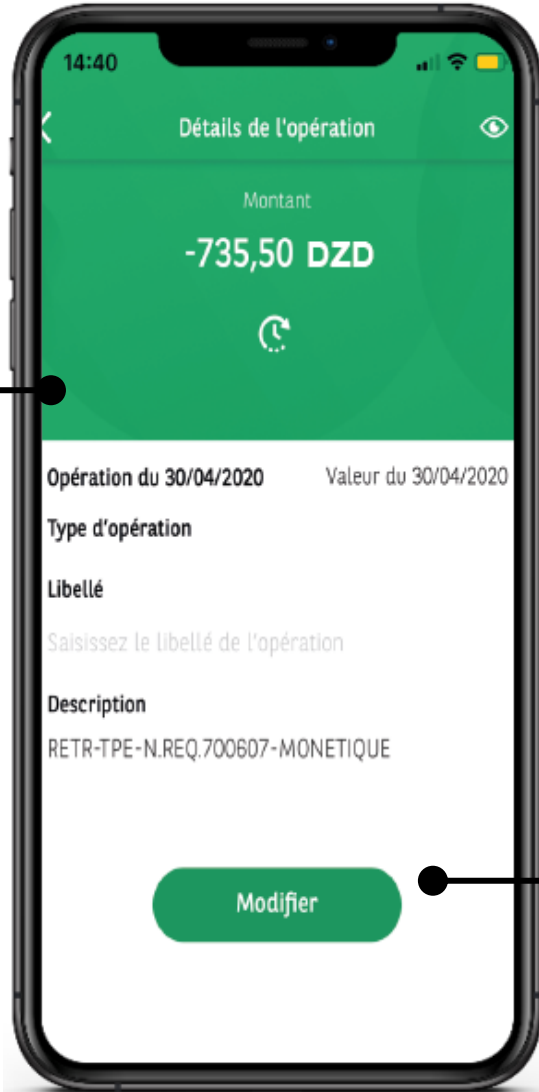 14:40
Détails de l'opération
Montant
-735,50 DZD
Opération du 30/04/2020 Valeur du 30/04/2020
Type d'opération
Libellé
Saisissez le libellé de l'opération
Description
RETR-TPE-N.REQ.700607-MONETIQUE
Modifier